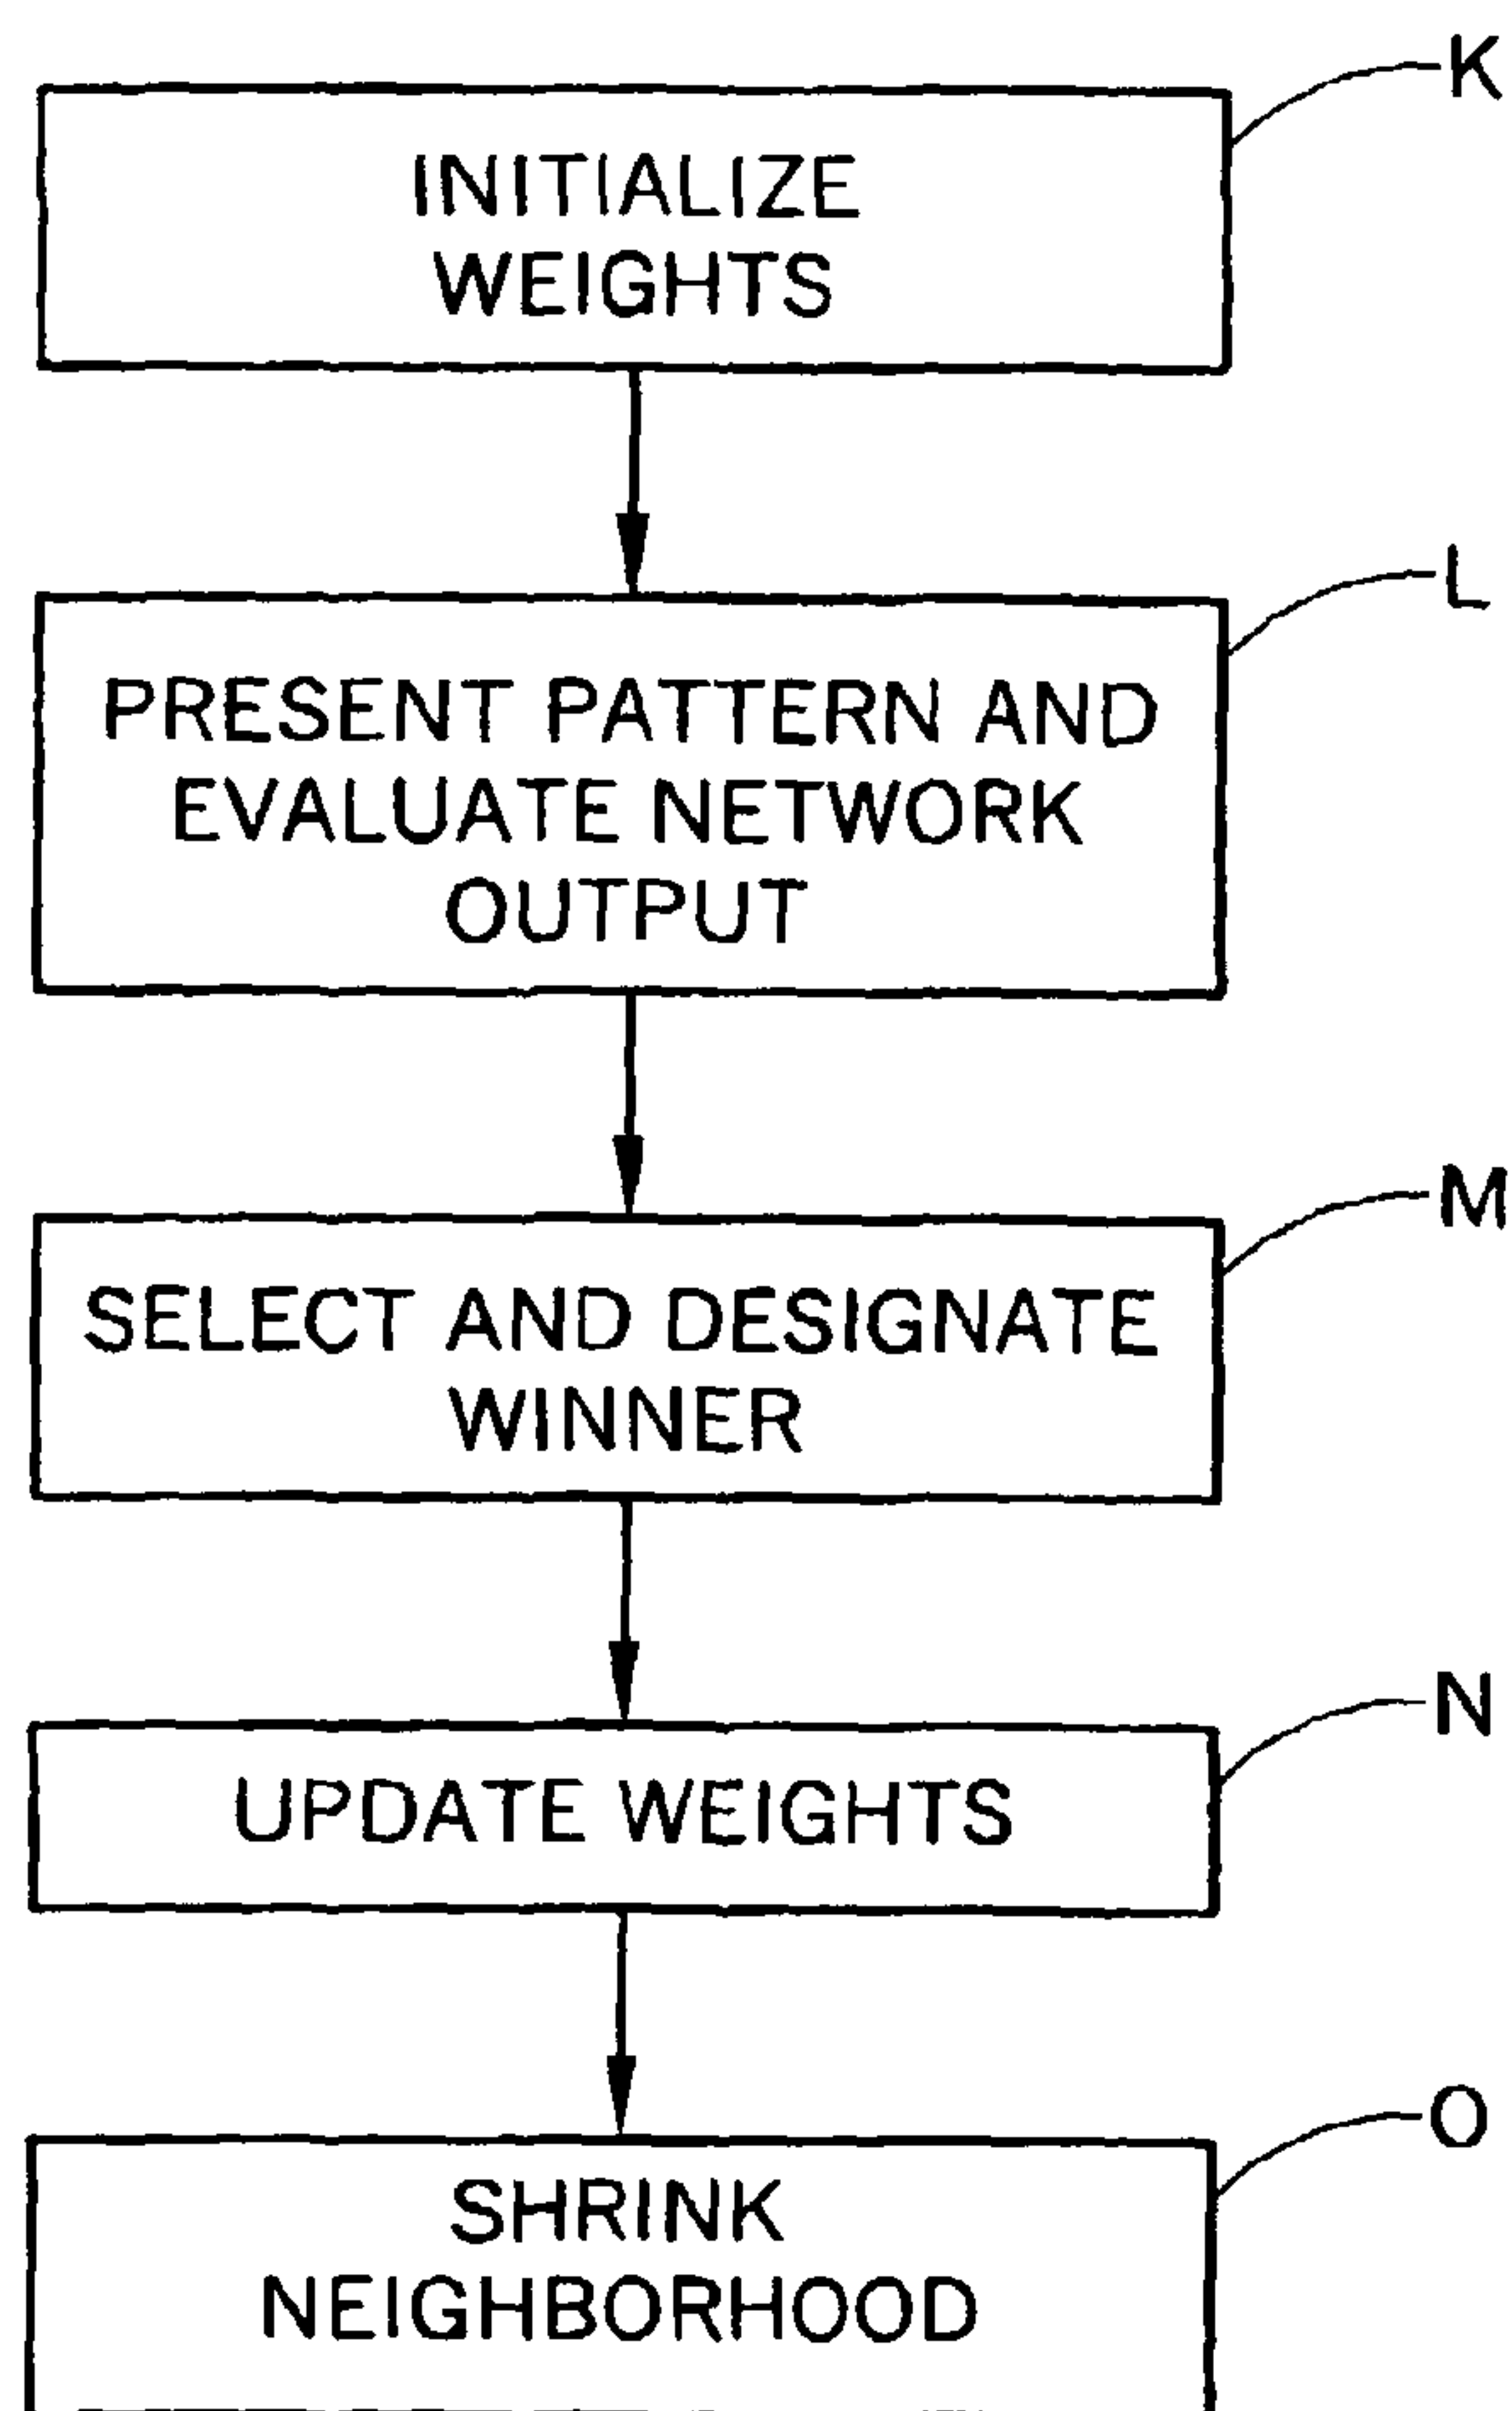 K
INITIALIZE
WEIGHTS
L
PRESENT PATTERN AND
EVALUATE NETWORK
OUTPUT
M
SELECT AND DESIGNATE
WINNER
N
UPDATE WEIGHTS
O
SHRINK
NEIGHBORHOOD